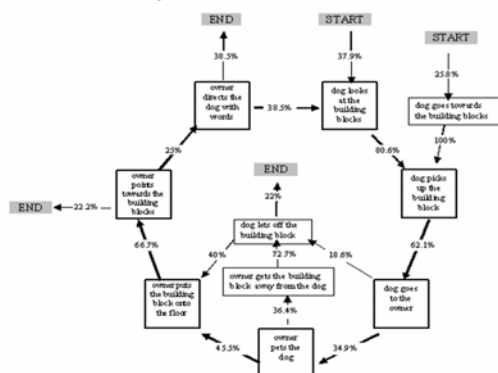 END
START
START
38.5%
37.9%
25.8%
owner
directs the
dog with
words
38.5%
dog looks
at the
building
blocks
dog goes towards
the building blocks
25%
80.6%
100%
END
22.2%
owner
points
towards the
building
blocks
END
22%
dog picks
up the
building
block
dog lets off the
building block
66.7%
40%
72.7%
18.6%
62.1%
owner puts
the building
block onto
the floor
owner gets the building
block away from the dog
dog goes
to the
owner
36.4%
45.5%
owner
pets the
dog
34.9%